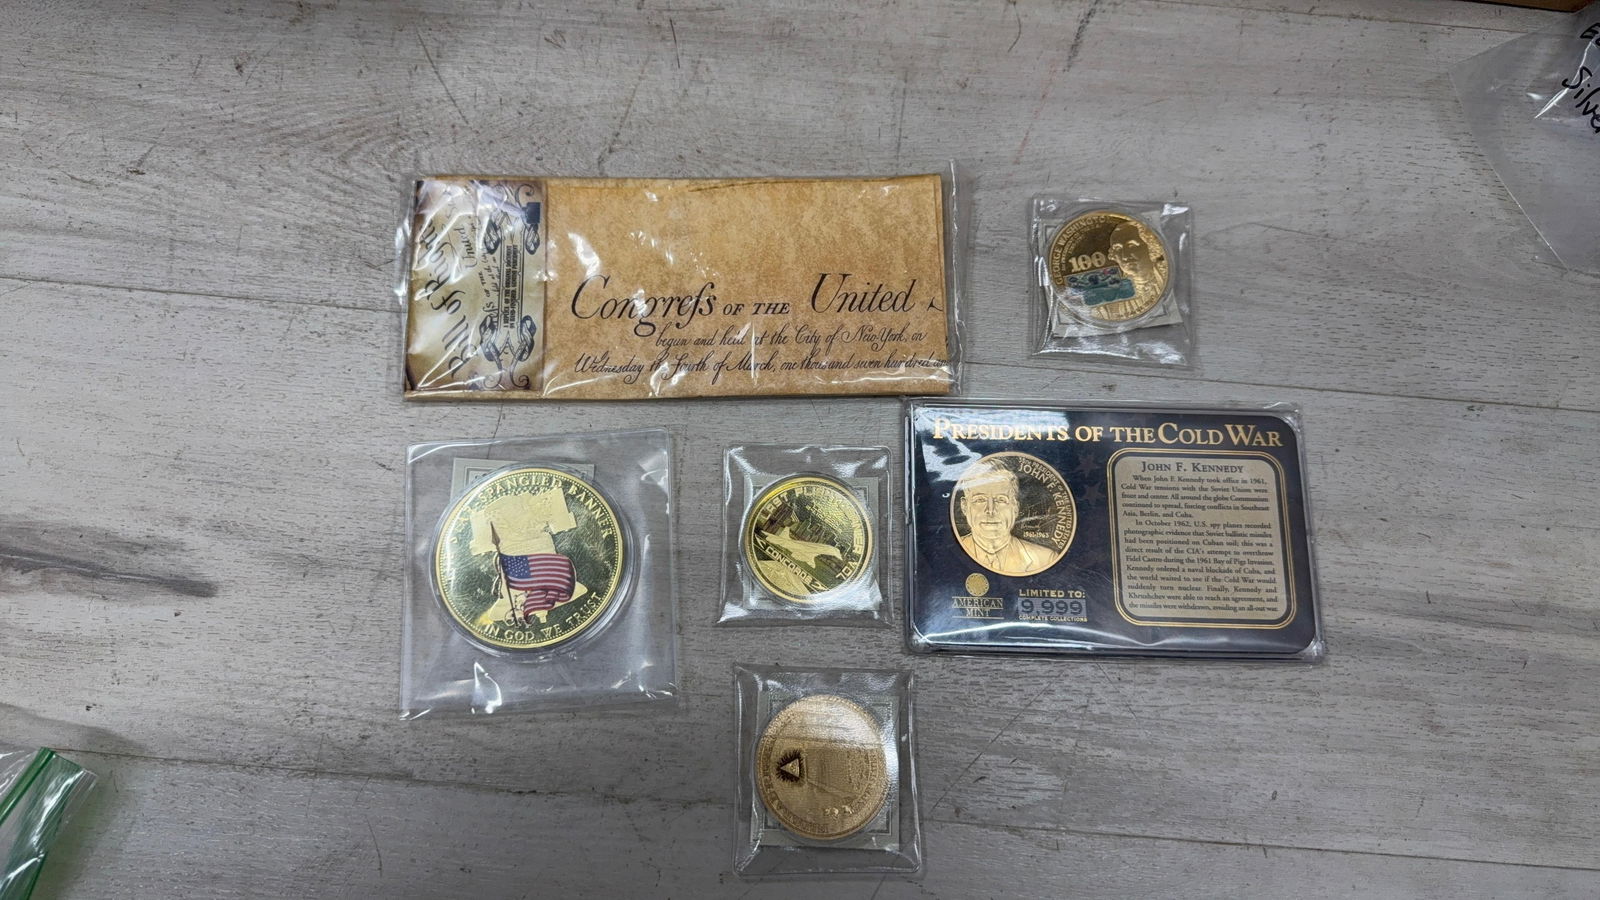 Silver
Bill of Rights
United
Congreſs OF THE United
begun and held at the City of New York, on
Wednesday the fourth of March, one thousand seven hundred
GEORGE WASHINGTO
100
PRESIDENTS OF THE COLD WAR
JOHN F. KENNEDY
1961-1963
AMERICAN
MINT
LIMITED TO:
9,999
COMPLETE COLLECTIONS
JOHN F. KENNEDY
When John F. Kennedy took office in 1961,
Cold War tensions with the Soviet Union were
front and center. All around the globe Communism
continued to spread, forcing conflicts in Southeast
Asia, Berlin, and Cuba.
In October 1962, U.S. spy planes recorded
photographic evidence that Soviet ballistic missiles
had been positioned on Cuban soil; this was a
direct result of the CIA's attempt to overthrow
Fidel Castro during the 1961 Bay of Pigs Invasion.
Kennedy ordered a naval blockade of Cuba, and
the world waited to see if the Cold War would
suddenly turn nuclear. Finally, Kennedy and
Khrushchev were able to reach an agreement, and
the missiles were withdrawn, avoiding an all-out war.
SPANGLED BANNER
IN GOD WE TRUST
LAST FLIGHT
CONCORDE